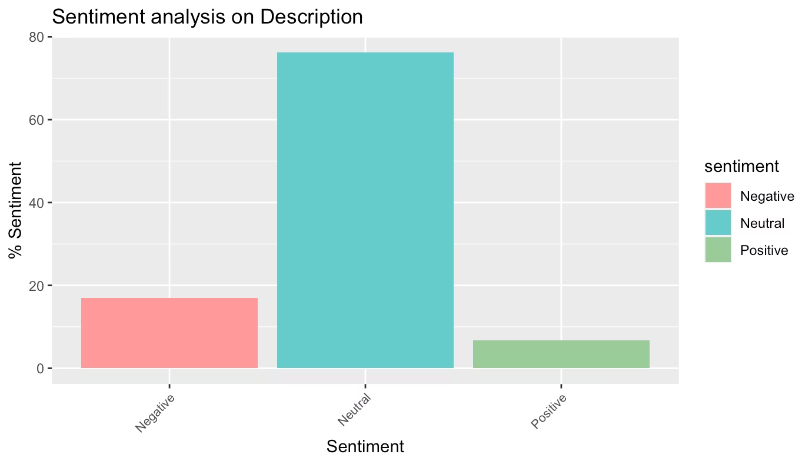 Sentiment analysis on Description
% Sentiment
80
60
40
20
0
Negative
Neutral
Positive
Sentiment
sentiment
Negative
Neutral
Positive